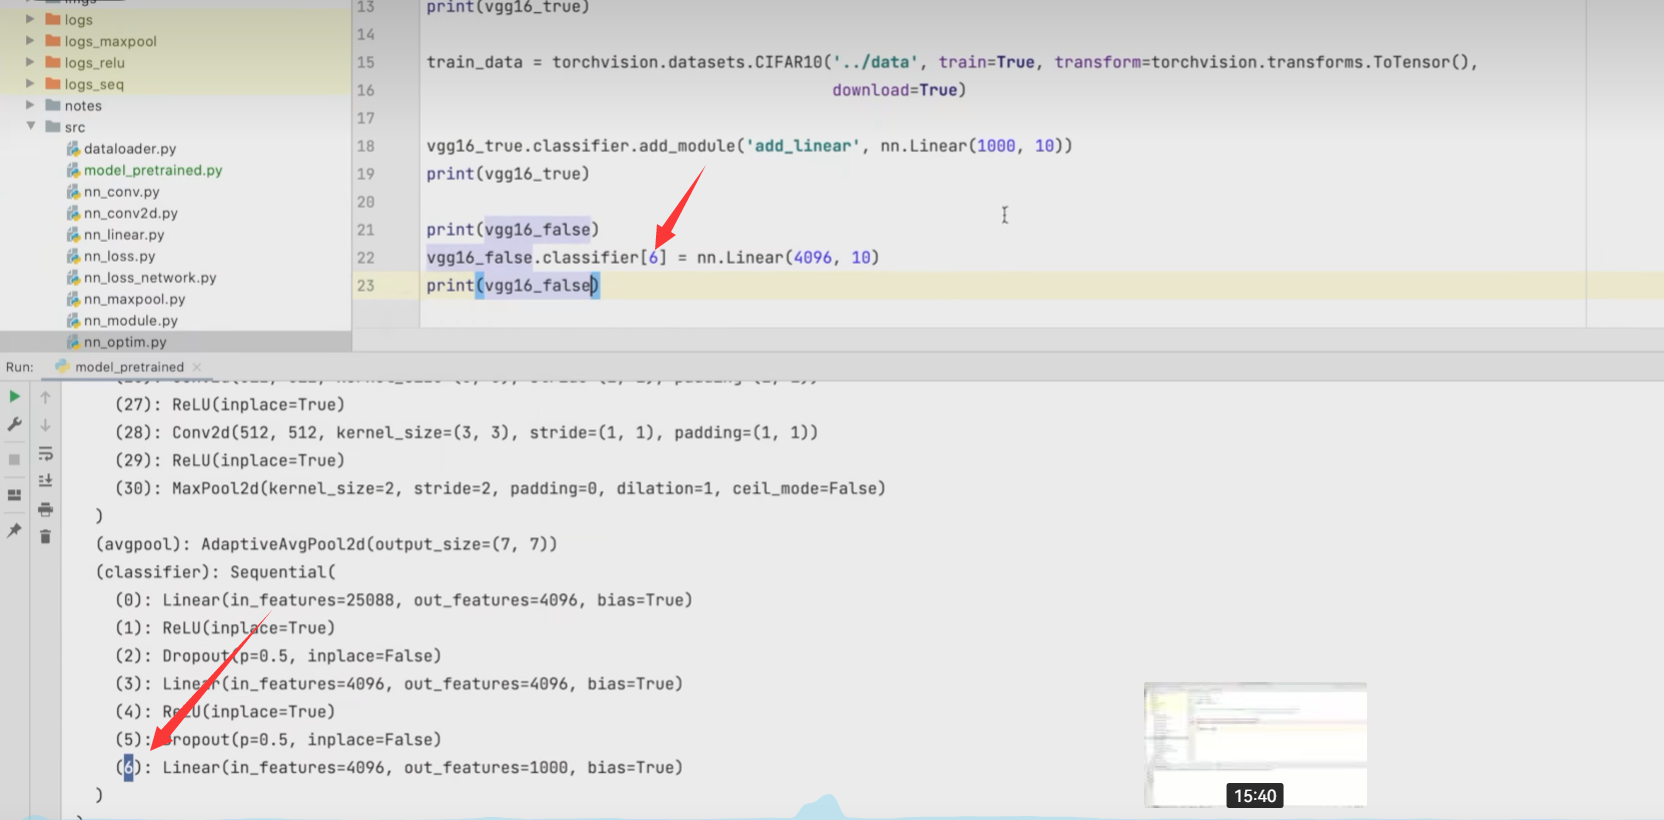 logs
logs_maxpool
logs_relu
logs_seq
notes
src
dataloader.py
model_pretrained.py
nn_conv.py
nn_conv2d.py
nn_linear.py
nn_loss.py
nn_loss_network.py
nn_maxpool.py
nn_module.py
nn_optim.py
13 print(vgg16_true)
14
15 train_data = torchvision.datasets.CIFAR10('../data', train=True, transform=torchvision.transforms.ToTensor(),
16 download=True)
17
18 vgg16_true.classifier.add_module('add_linear', nn.Linear(1000, 10))
19 print(vgg16_true)
20
21 print(vgg16_false)
22 vgg16_false.classifier[6] = nn.Linear(4096, 10)
23 print(vgg16_false)
Run: model_pretrained
(27): ReLU(inplace=True)
(28): Conv2d(512, 512, kernel_size=(3, 3), stride=(1, 1), padding=(1, 1))
(29): ReLU(inplace=True)
(30): MaxPool2d(kernel_size=2, stride=2, padding=0, dilation=1, ceil_mode=False)
)
(avgpool): AdaptiveAvgPool2d(output_size=(7, 7))
(classifier): Sequential(
(0): Linear(in_features=25088, out_features=4096, bias=True)
(1): ReLU(inplace=True)
(2): Dropout(p=0.5, inplace=False)
(3): Linear(in_features=4096, out_features=4096, bias=True)
(4): ReLU(inplace=True)
(5): Dropout(p=0.5, inplace=False)
(6): Linear(in_features=4096, out_features=1000, bias=True)
)
15:40